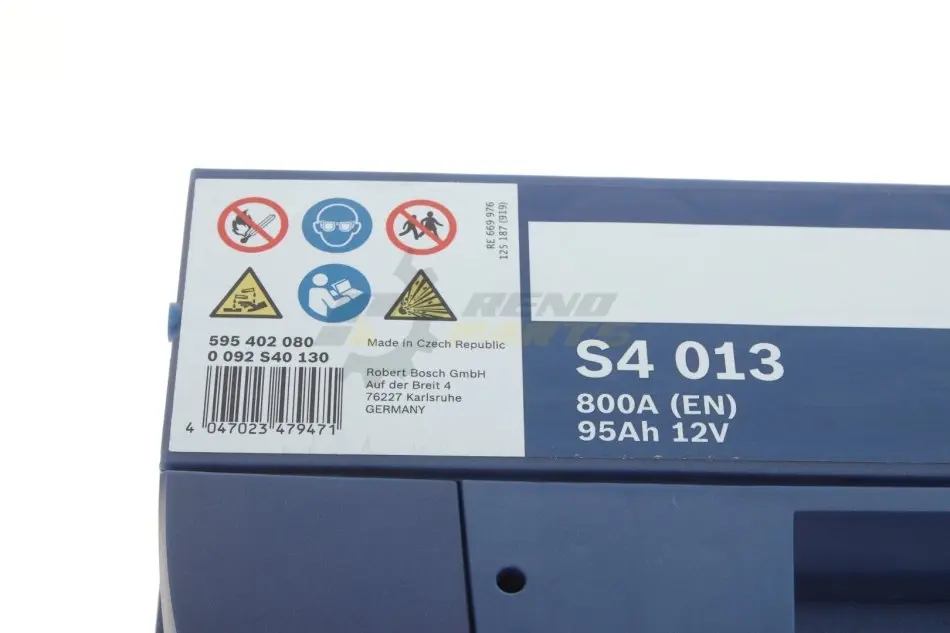 RE 669 976
125 187 (919)
RENO
PARTS
595 402 080
0 092 S40 130
Made in Czech Republic
Robert Bosch GmbH
Auf der Breit 4
76227 Karlsruhe
GERMANY
4 047023 479471
S4 013
800A (EN)
95Ah 12V